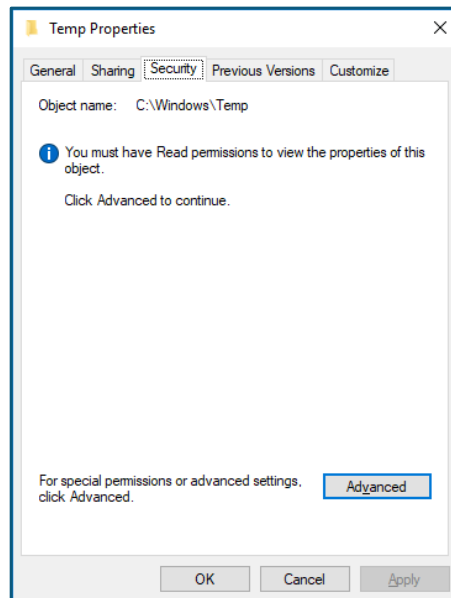 Temp Properties
General Sharing Security Previous Versions Customize
Object name: C:\Windows\Temp
You must have Read permissions to view the properties of this
object.
Click Advanced to continue.
For special permissions or advanced settings,
click Advanced.
Advanced
OK Cancel Apply